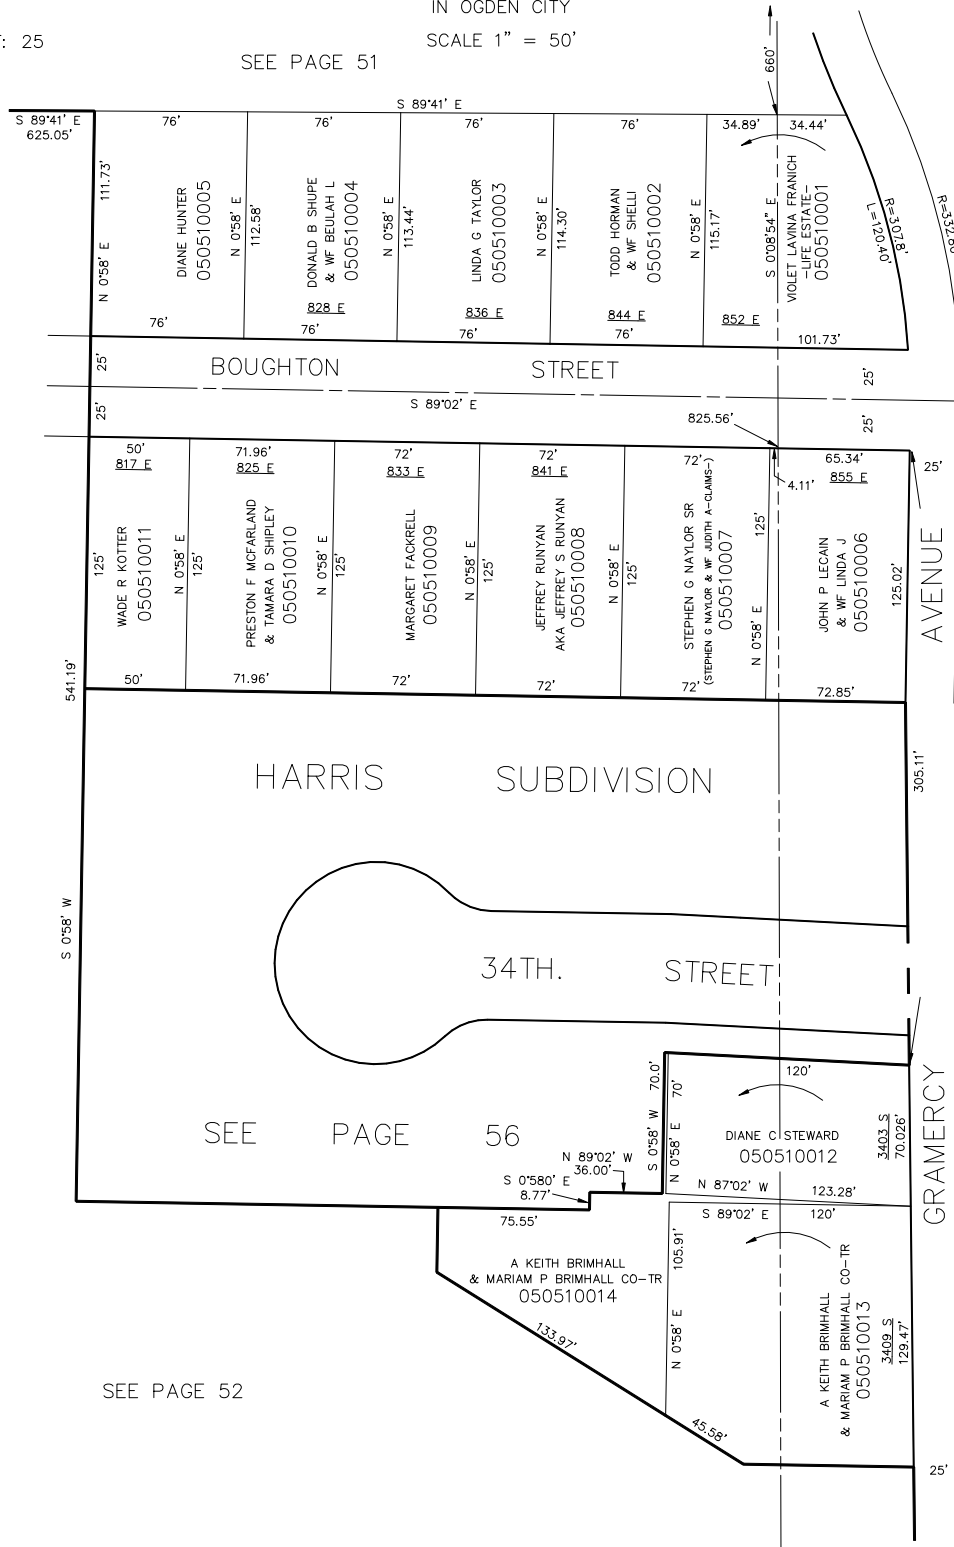 IN OGDEN CITY
: 25
SCALE 1" = 50'
SEE PAGE 51
660'
S 89°41' E
S 89°41' E
625.05'
76'
76'
76'
76'
34.89'
34.44'
N 0°58' E 111.73'
DIANE HUNTER
050510005
N 0°58' E
112.58'
DONALD B SHUPE
& WF BEULAH L
050510004
828 E
N 0°58' E
113.44'
LINDA G TAYLOR
050510003
836 E
N 0°58' E
114.30'
TODD HORMAN
& WF SHELLI
050510002
844 E
N 0°58' E
115.17'
852 E
S 0°08'54" E
VIOLET LAVINA FRANICH
-LIFE ESTATE-
050510001
R=307.8'
L=120.40'
R=332.80
76'
76'
76'
76'
101.73'
25'
BOUGHTON STREET
25'
25'
S 89°02' E
25'
825.56'
50'
817 E
71.96'
825 E
72'
833 E
72'
841 E
72'
4.11'
65.34'
855 E
25'
125'
WADE R KOTTER
050510011
N 0°58' E
125'
PRESTON F MCFARLAND
& TAMARA D SHIPLEY
050510010
N 0°58' E
125'
MARGARET FACKRELL
050510009
N 0°58' E
125'
JEFFREY RUNYAN
AKA JEFFREY S RUNYAN
050510008
N 0°58' E
125'
STEPHEN G NAYLOR SR
(STEPHEN G NAYLOR & WF JUDITH A-CLAIMS-)
050510007
N 0°58' E 125'
JOHN P LECAIN
& WF LINDA J
050510006
125.02'
AVENUE
50'
71.96'
72'
72'
72'
72.85'
541.19'
S 0°58' W
HARRIS SUBDIVISION
305.11'
34TH. STREET
SEE PAGE 56
S 0°58' W 70.0'
N 0°58' E 70'
120'
DIANE C STEWARD
050510012
3403 S
70.026'
GRAMERCY
N 89°02' W
36.00'
S 0°580' E
8.77'
N 87°02' W
123.28'
75.55'
S 89°02' E
120'
A KEITH BRIMHALL
& MARIAM P BRIMHALL CO-TR
050510014
N 0°58' E 105.91'
A KEITH BRIMHALL
& MARIAM P BRIMHALL CO-TR
050510013
3409 S
129.47'
133.97'
45.58'
SEE PAGE 52
25'